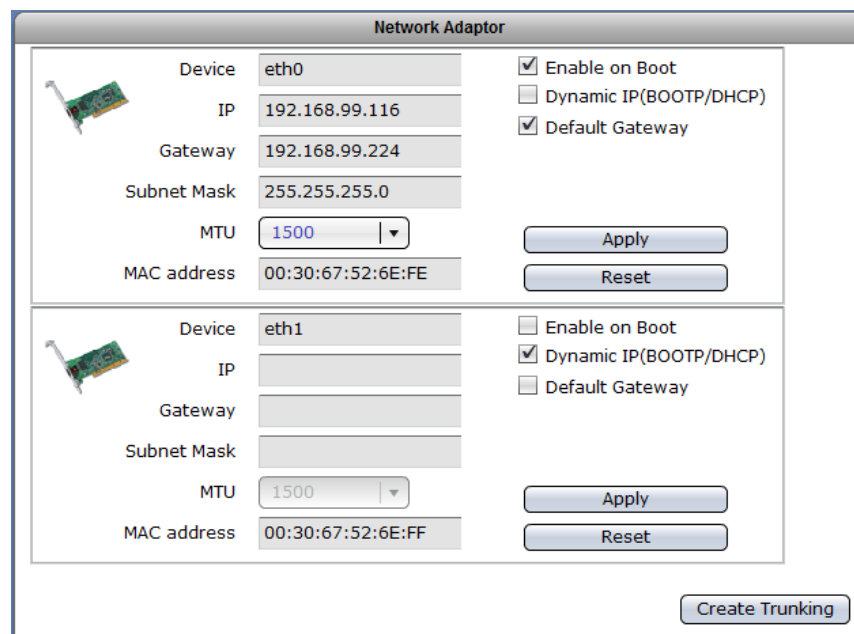 Network Adaptor
Device eth0
Enable on Boot
Dynamic IP(BOOTP/DHCP)
IP 192.168.99.116
Default Gateway
Gateway 192.168.99.224
Subnet Mask 255.255.255.0
MTU 1500
Apply
MAC address 00:30:67:52:6E:FE
Reset
Device eth1
Enable on Boot
Dynamic IP(BOOTP/DHCP)
IP
Default Gateway
Gateway
Subnet Mask
MTU 1500
Apply
MAC address 00:30:67:52:6E:FF
Reset
Create Trunking